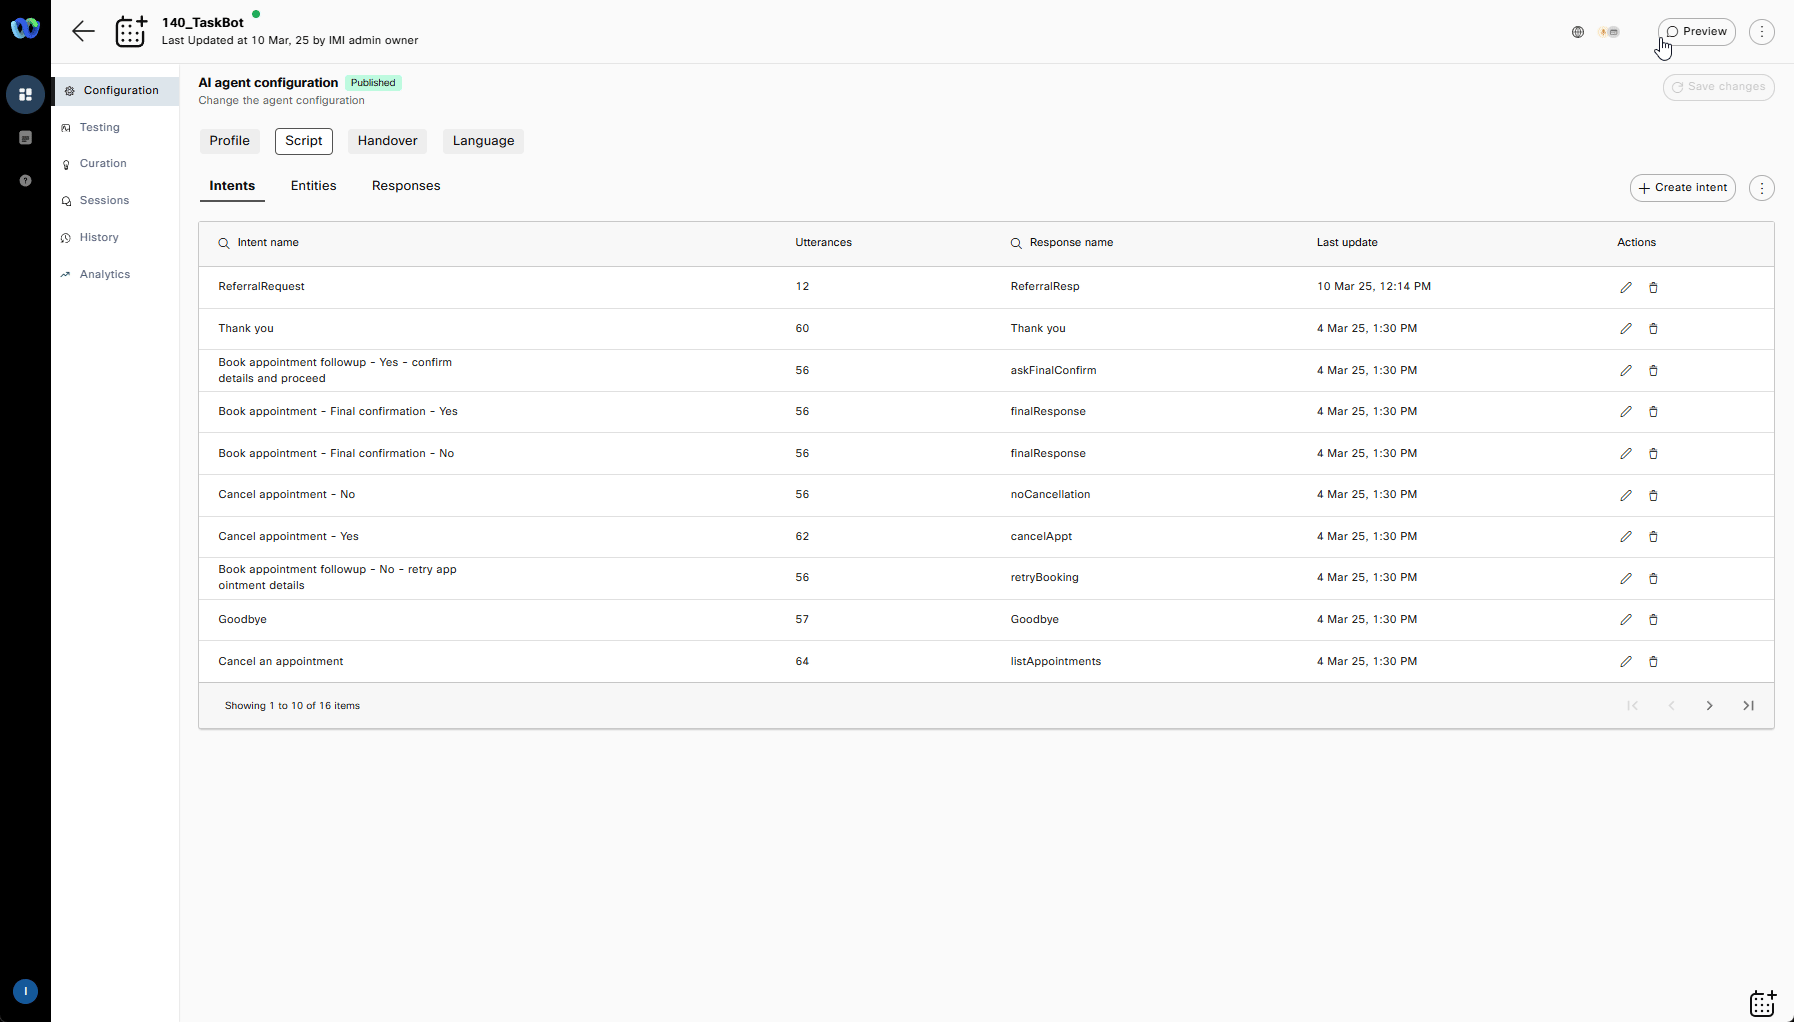 140_TaskBot
Last Updated at 10 Mar, 25 by IMI admin owner
Preview
Configuration
Testing
Curation
Sessions
History
Analytics
I
AI agent configuration
Published
Change the agent configuration
Save changes
Profile
Script
Handover
Language
Intents
Entities
Responses
Create intent
Intent name
Utterances
Response name
Last update
Actions
ReferralRequest
12
ReferralResp
10 Mar 25, 12:14 PM
Thank you
60
Thank you
4 Mar 25, 1:30 PM
Book appointment followup - Yes - confirm
details and proceed
56
askFinalConfirm
4 Mar 25, 1:30 PM
Book appointment - Final confirmation - Yes
56
finalResponse
4 Mar 25, 1:30 PM
Book appointment - Final confirmation - No
56
finalResponse
4 Mar 25, 1:30 PM
Cancel appointment - No
56
noCancellation
4 Mar 25, 1:30 PM
Cancel appointment - Yes
62
cancelAppt
4 Mar 25, 1:30 PM
Book appointment followup - No - retry app
ointment details
56
retryBooking
4 Mar 25, 1:30 PM
Goodbye
57
Goodbye
4 Mar 25, 1:30 PM
Cancel an appointment
64
listAppointments
4 Mar 25, 1:30 PM
Showing 1 to 10 of 16 items